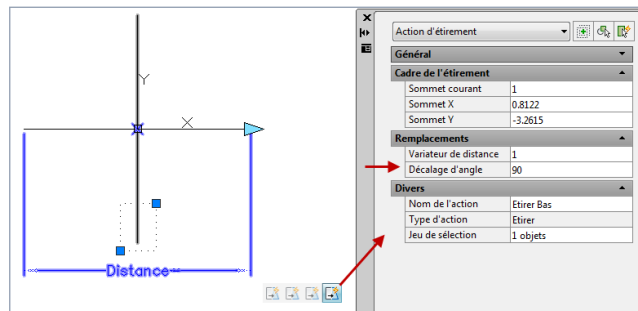 Y
X
Distance
Action d'étirement
Général
Cadre de l'étirement
Sommet courant 1
Sommet X 0.8122
Sommet Y -3.2615
Remplacements
Variateur de distance 1
Décalage d'angle 90
Divers
Nom de l'action Etirer Bas
Type d'action Etirer
Jeu de sélection 1 objets